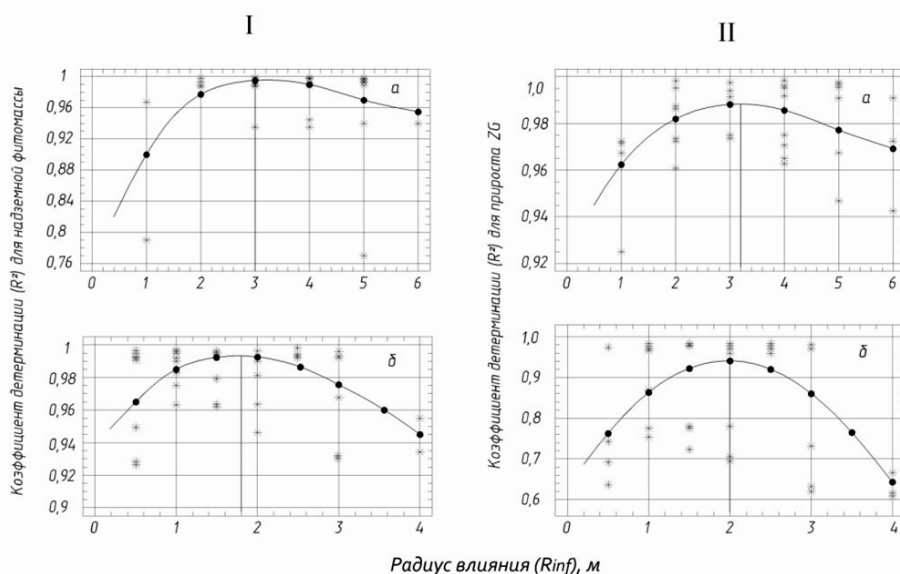 I
II
Коэффициент детерминации (R²) для надземной фитомассы
1
0,96
0,92
0,88
0,84
0,8
0,76
а
0 1 2 3 4 5 6
Коэффициент детерминации (R²) для прироста ZG
1,0
0,98
0,96
0,94
0,92
а
0 1 2 3 4 5 6
1
0,98
0,96
0,94
0,92
0,9
б
0 1 2 3 4
1,0
0,9
0,8
0,7
0,6
б
0 1 2 3 4
Радиус влияния (Rinf), м